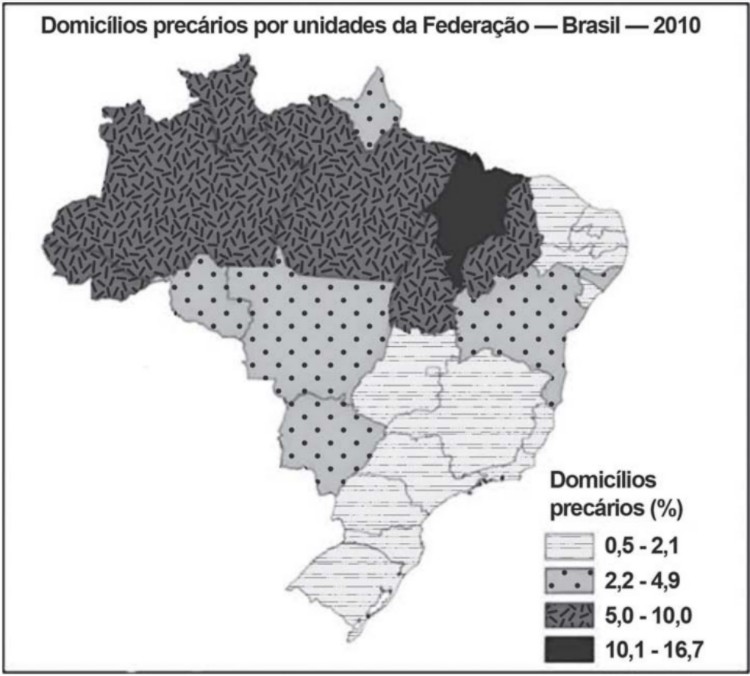 Domicílios precários por unidades da Federação — Brasil — 2010
Domicílios
precários (%)
0,5 - 2,1
2,2 - 4,9
5,0 - 10,0
10,1 - 16,7